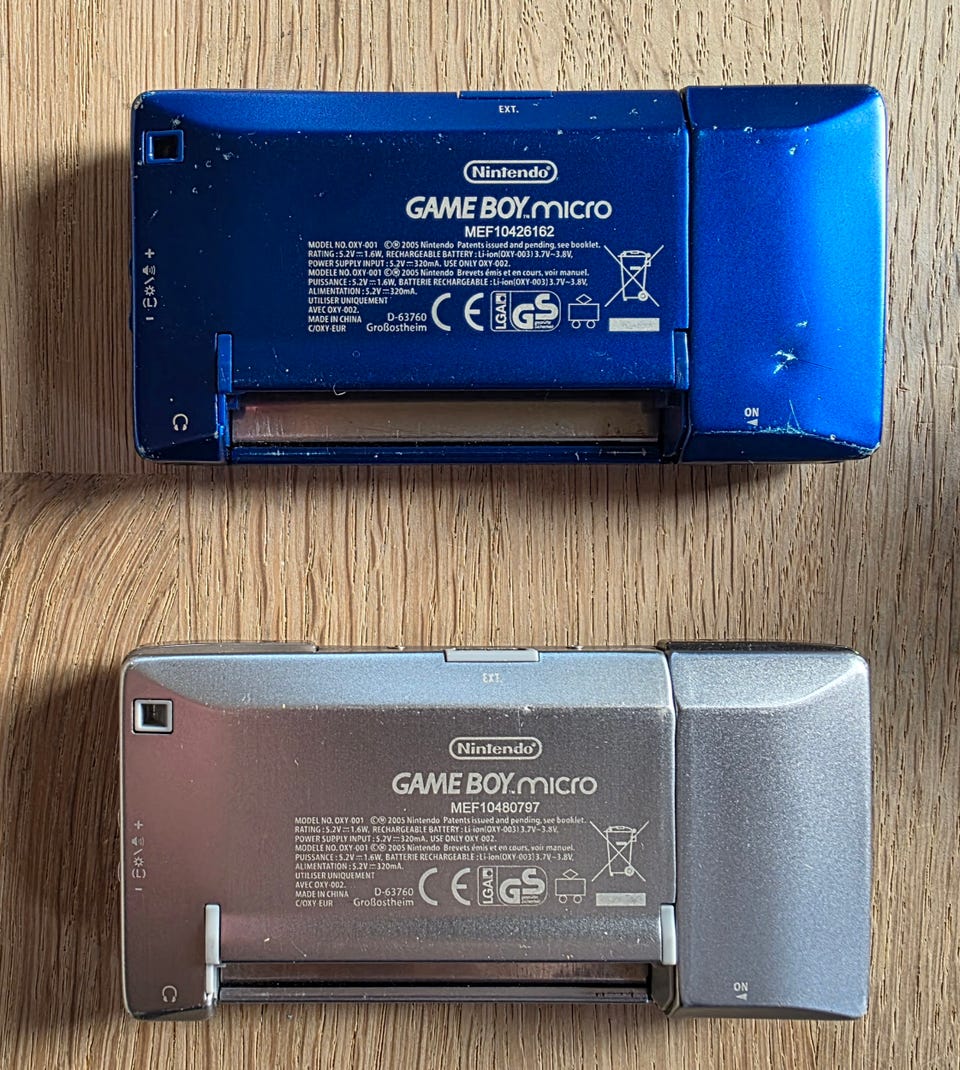 EXT.
Nintendo®
GAME BOY™ micro
MEF10426162
MODEL NO. OXY-001 ©Ⓜ 2005 Nintendo Patents issued and pending, see booklet.
RATING : 5.2V⎓1.6W, RECHARGEABLE BATTERY : Li-ion(OXY-003) 3.7V~3.8V,
POWER SUPPLY INPUT : 5.2V⎓320mA. USE ONLY OXY-002.
MODELE NO. OXY-001 ©Ⓜ 2005 Nintendo Brevets émis et en cours, voir manuel.
PUISSANCE : 5.2V⎓1.6W, BATTERIE RECHARGEABLE : Li-ion(OXY-003) 3.7V~3.8V,
ALIMENTATION : 5.2V⎓320mA.
UTILISER UNIQUEMENT
AVEC OXY-002.
MADE IN CHINA
C/OXY-EUR
D-63760
Großostheim
CE
LGA
GS
geprüfte
Sicherheit
+
(L)
−
ON
EXT.
Nintendo®
GAME BOY™ micro
MEF10480797
MODEL NO. OXY-001 ©Ⓜ 2005 Nintendo Patents issued and pending, see booklet.
RATING : 5.2V⎓1.6W, RECHARGEABLE BATTERY : Li-ion(OXY-003) 3.7V~3.8V,
POWER SUPPLY INPUT : 5.2V⎓320mA. USE ONLY OXY-002.
MODELE NO. OXY-001 ©Ⓜ 2005 Nintendo Brevets émis et en cours, voir manuel.
PUISSANCE : 5.2V⎓1.6W, BATTERIE RECHARGEABLE : Li-ion(OXY-003) 3.7V~3.8V,
ALIMENTATION : 5.2V⎓320mA.
UTILISER UNIQUEMENT
AVEC OXY-002.
MADE IN CHINA
C/OXY-EUR
D-63760
Großostheim
CE
LGA
GS
geprüfte
Sicherheit
+
(L)
−
ON